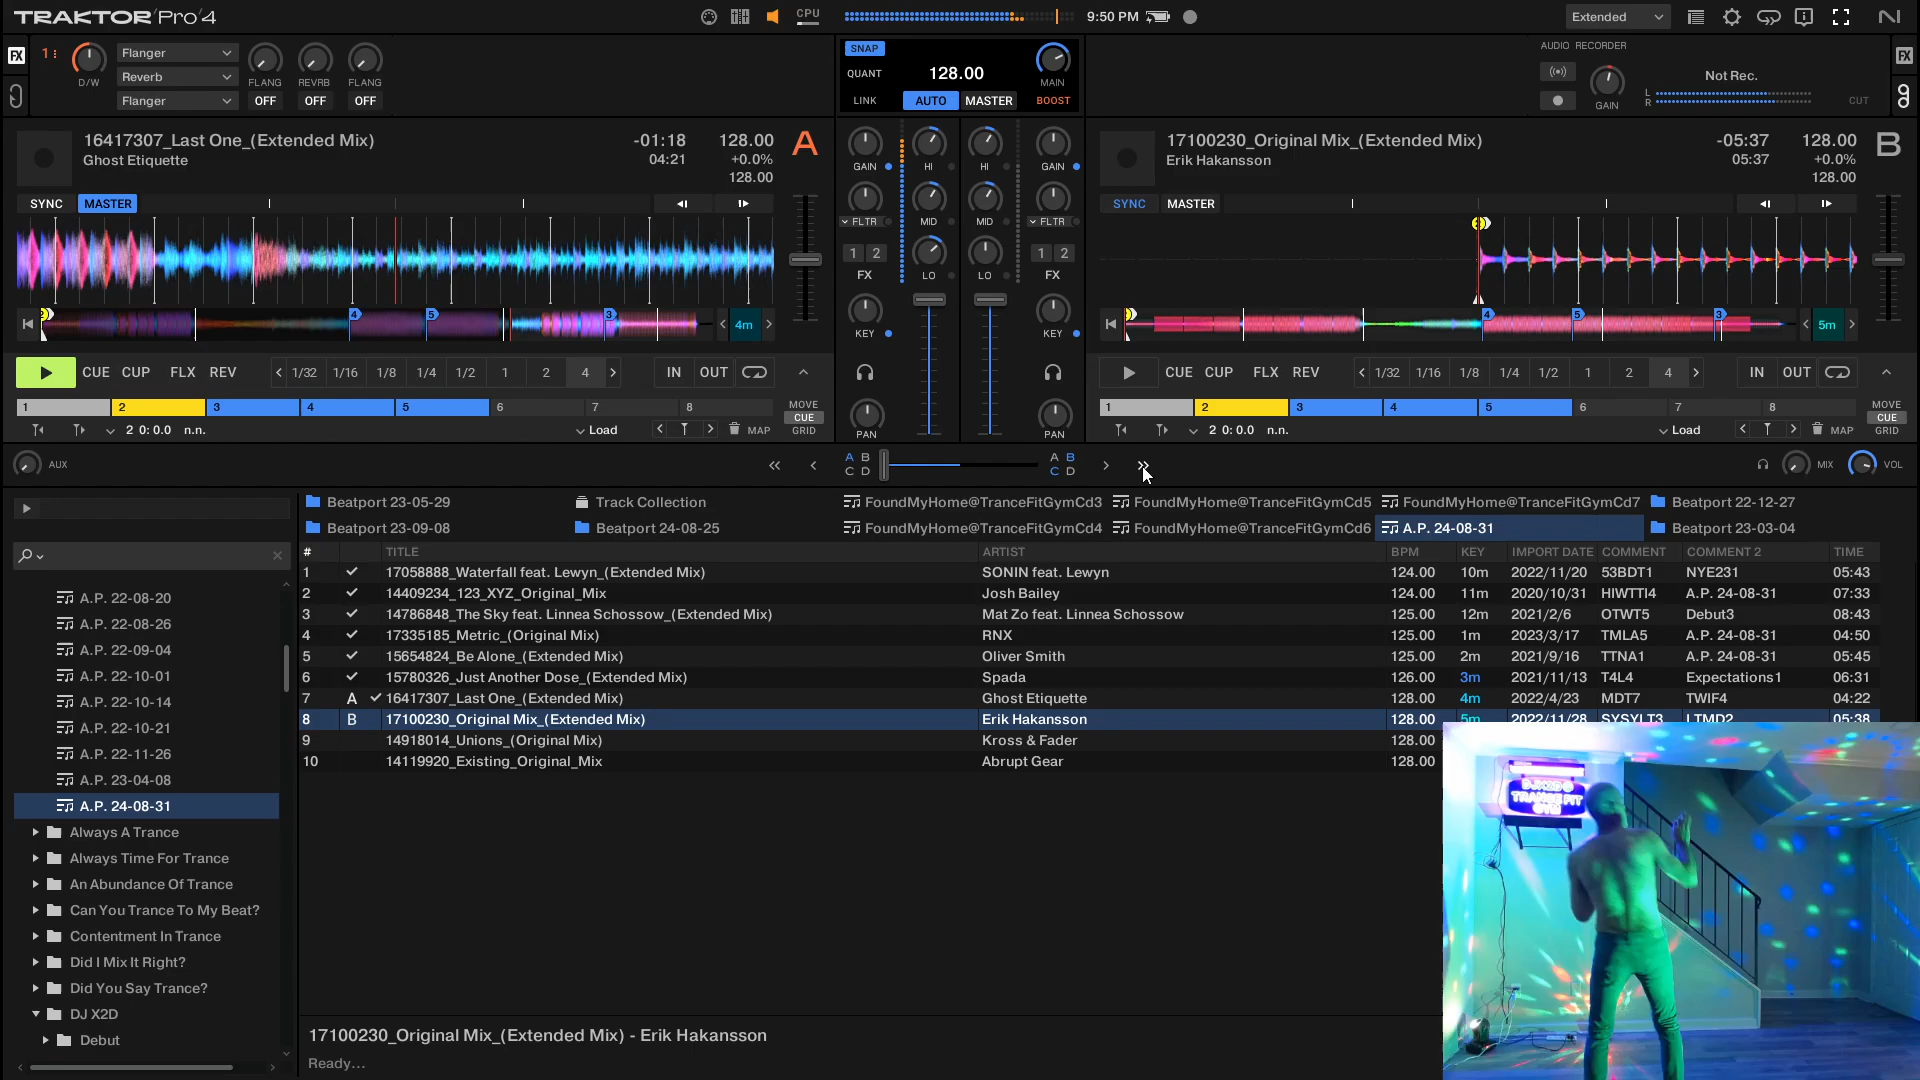 TRAKTOR Pro 4
CPU
9:50 PM
Extended
FX
1
D/W
Flanger
Reverb
Flanger
FLANG REVRB FLANG
OFF OFF OFF
SNAP
QUANT 128.00
LINK AUTO MASTER
MAIN
BOOST
AUDIO RECORDER
GAIN
Not Rec.
L
R
CUT
FX
16417307_Last One_(Extended Mix)
Ghost Etiquette
-01:18 128.00
04:21 +0.0%
128.00
A
SYNC MASTER
4 5 3
4m
CUE CUP FLX REV
1/32 1/16 1/8 1/4 1/2 1 2 4
IN OUT
1 2 3 4 5 6 7 8
MOVE
CUE
GRID
2 0: 0.0 n.n.
Load
MAP
GAIN HI HI GAIN
FLTR MID MID FLTR
1 2 1 2
FX LO LO FX
KEY KEY
PAN PAN
17100230_Original Mix_(Extended Mix)
Erik Hakansson
-05:37 128.00
05:37 +0.0%
128.00
B
SYNC MASTER
4 5 3
5m
CUE CUP FLX REV
1/32 1/16 1/8 1/4 1/2 1 2 4
IN OUT
1 2 3 4 5 6 7 8
MOVE
CUE
GRID
2 0: 0.0 n.n.
Load
MAP
AUX
A B
C D
A B
C D
MIX VOL
Beatport 23-05-29 Track Collection FoundMyHome@TranceFitGymCd3 FoundMyHome@TranceFitGymCd5 FoundMyHome@TranceFitGymCd7 Beatport 22-12-27
Beatport 23-09-08 Beatport 24-08-25 FoundMyHome@TranceFitGymCd4 FoundMyHome@TranceFitGymCd6 A.P. 24-08-31 Beatport 23-03-04
# TITLE ARTIST BPM KEY IMPORT DATE COMMENT COMMENT 2 TIME
1 17058888_Waterfall feat. Lewyn_(Extended Mix) SONIN feat. Lewyn 124.00 10m 2022/11/20 53BDT1 NYE231 05:43
2 14409234_123_XYZ_Original_Mix Josh Bailey 124.00 11m 2020/10/31 HIWTTI4 A.P. 24-08-31 07:33
3 14786848_The Sky feat. Linnea Schossow_(Extended Mix) Mat Zo feat. Linnea Schossow 125.00 12m 2021/2/6 OTWT5 Debut3 08:43
4 17335185_Metric_(Original Mix) RNX 125.00 1m 2023/3/17 TMLA5 A.P. 24-08-31 04:50
5 15654824_Be Alone_(Extended Mix) Oliver Smith 125.00 2m 2021/9/16 TTNA1 A.P. 24-08-31 05:45
6 15780326_Just Another Dose_(Extended Mix) Spada 126.00 3m 2021/11/13 T4L4 Expectations1 06:31
7 A 16417307_Last One_(Extended Mix) Ghost Etiquette 128.00 4m 2022/4/23 MDT7 TWIF4 04:22
8 B 17100230_Original Mix_(Extended Mix) Erik Hakansson 128.00 5m 2022/11/28 SYSYLT3 LTMD2 05:38
9 14918014_Unions_(Original Mix) Kross & Fader 128.00
10 14119920_Existing_Original_Mix Abrupt Gear 128.00
A.P. 22-08-20
A.P. 22-08-26
A.P. 22-09-04
A.P. 22-10-01
A.P. 22-10-14
A.P. 22-10-21
A.P. 22-11-26
A.P. 23-04-08
A.P. 24-08-31
Always A Trance
Always Time For Trance
An Abundance Of Trance
Can You Trance To My Beat?
Contentment In Trance
Did I Mix It Right?
Did You Say Trance?
DJ X2D
Debut
DJX2D@
TRANCE FIT
GYM
17100230_Original Mix_(Extended Mix) - Erik Hakansson
Ready...